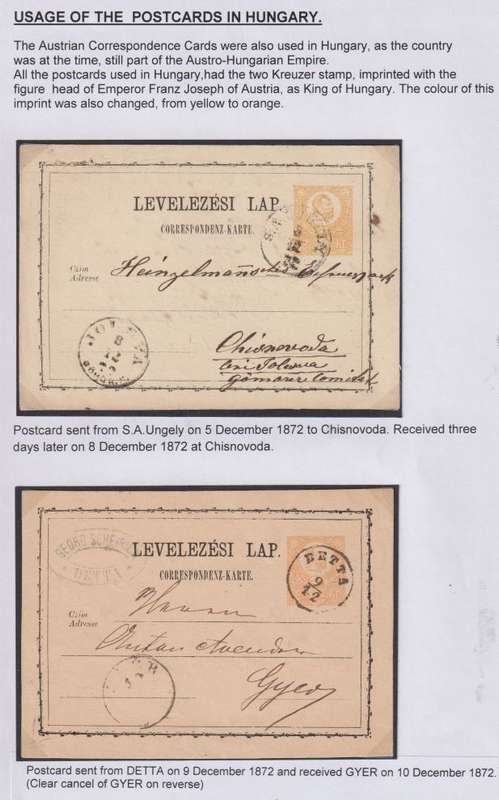 USAGE OF THE POSTCARDS IN HUNGARY.
The Austrian Correspondence Cards were also used in Hungary, as the country
was at the time, still part of the Austro-Hungarian Empire.
All the postcards used in Hungary,had the two Kreuzer stamp, imprinted with the
figure head of Emperor Franz Joseph of Austria, as King of Hungary. The colour of this
imprint was also changed, from yellow to orange.
LEVELEZÉSI LAP.
CORRESPONDENZ-KARTE.
Czim
Adresse
Chisnovoda
Postcard sent from S.A.Ungely on 5 December 1872 to Chisnovoda. Received three
days later on 8 December 1872 at Chisnovoda.
GEORG
DETTA
LEVELEZÉSI LAP.
CORRESPONDENZ-KARTE.
DETTA
9
12
Czim
Adresse
Herrn
Anton
Postcard sent from DETTA on 9 December 1872 and received GYER on 10 December 1872.
(Clear cancel of GYER on reverse)